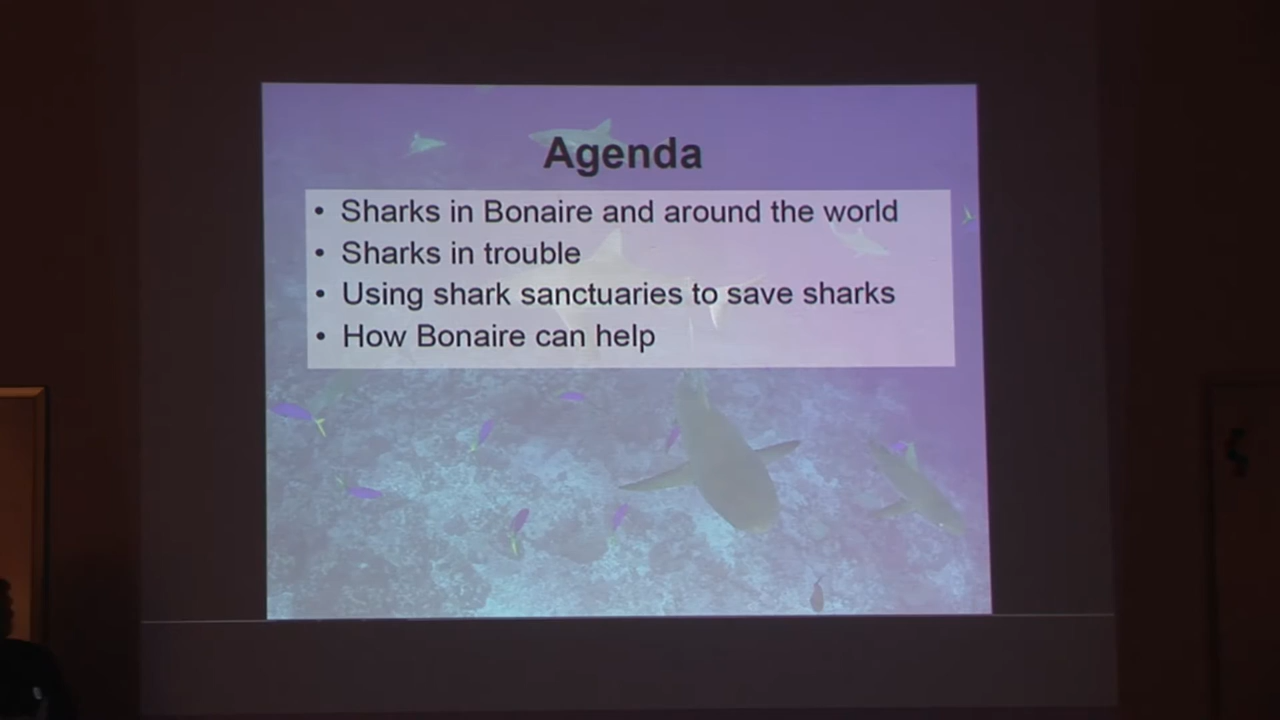 Agenda
• Sharks in Bonaire and around the world
• Sharks in trouble
• Using shark sanctuaries to save sharks
• How Bonaire can help